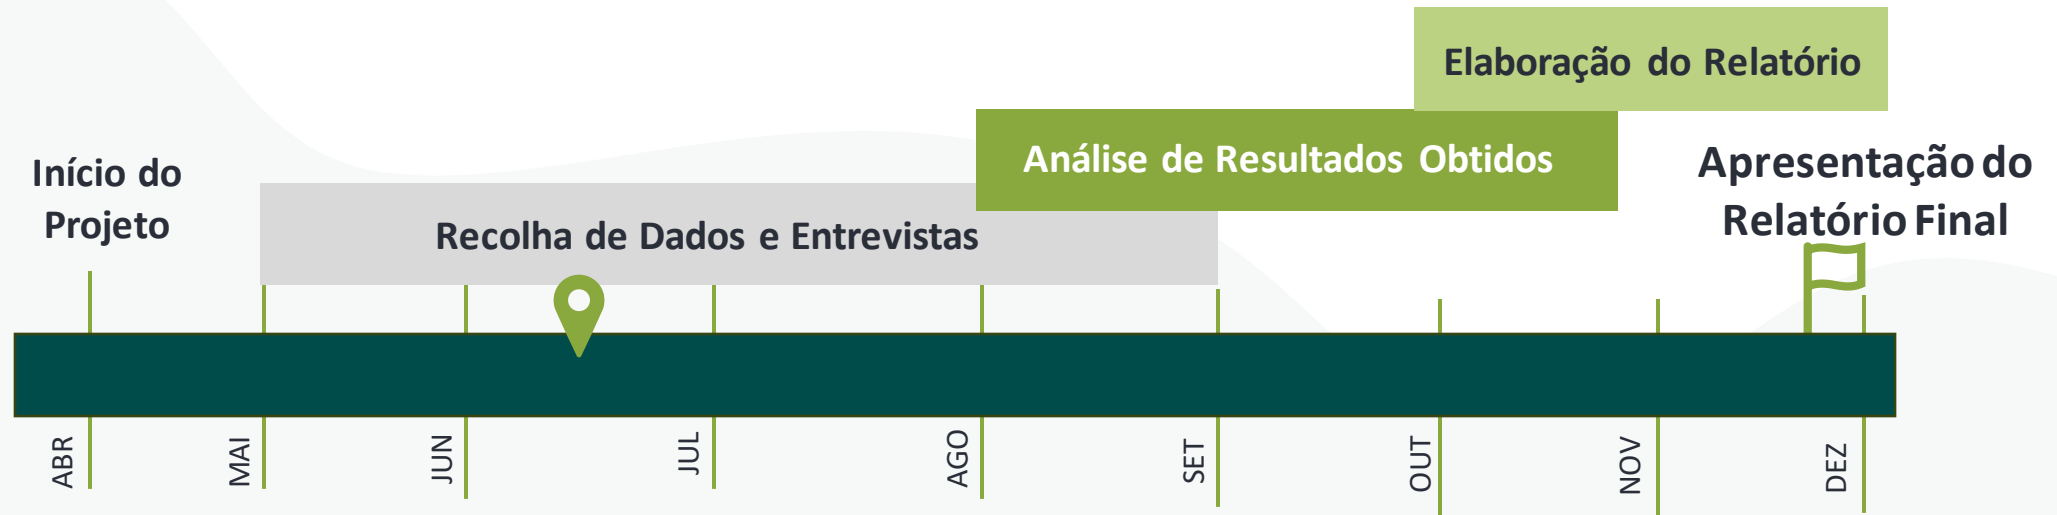 Elaboração do Relatório
Análise de Resultados Obtidos
Início do
Projeto
Recolha de Dados e Entrevistas
Apresentação do
Relatório Final
ABR
MAI
JUN
JUL
AGO
SET
OUT
NOV
DEZ